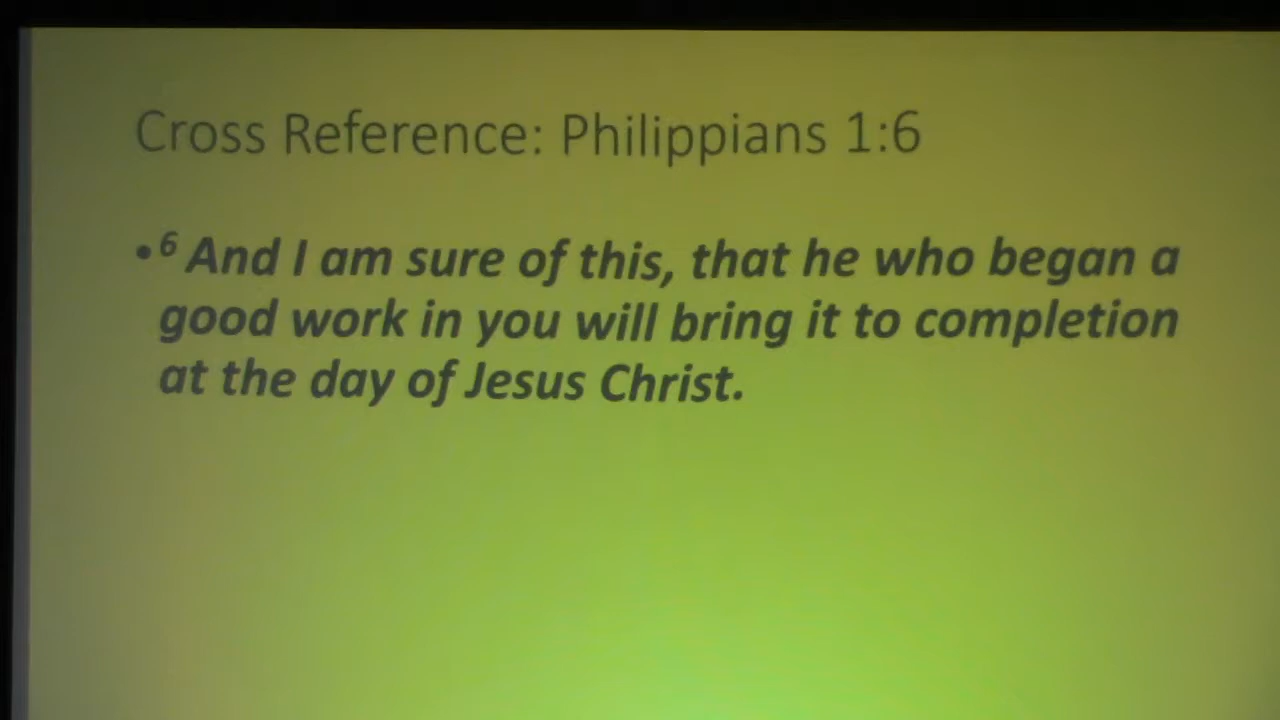 Cross Reference: Philippians 1:6
•⁶ And I am sure of this, that he who began a
good work in you will bring it to completion
at the day of Jesus Christ.